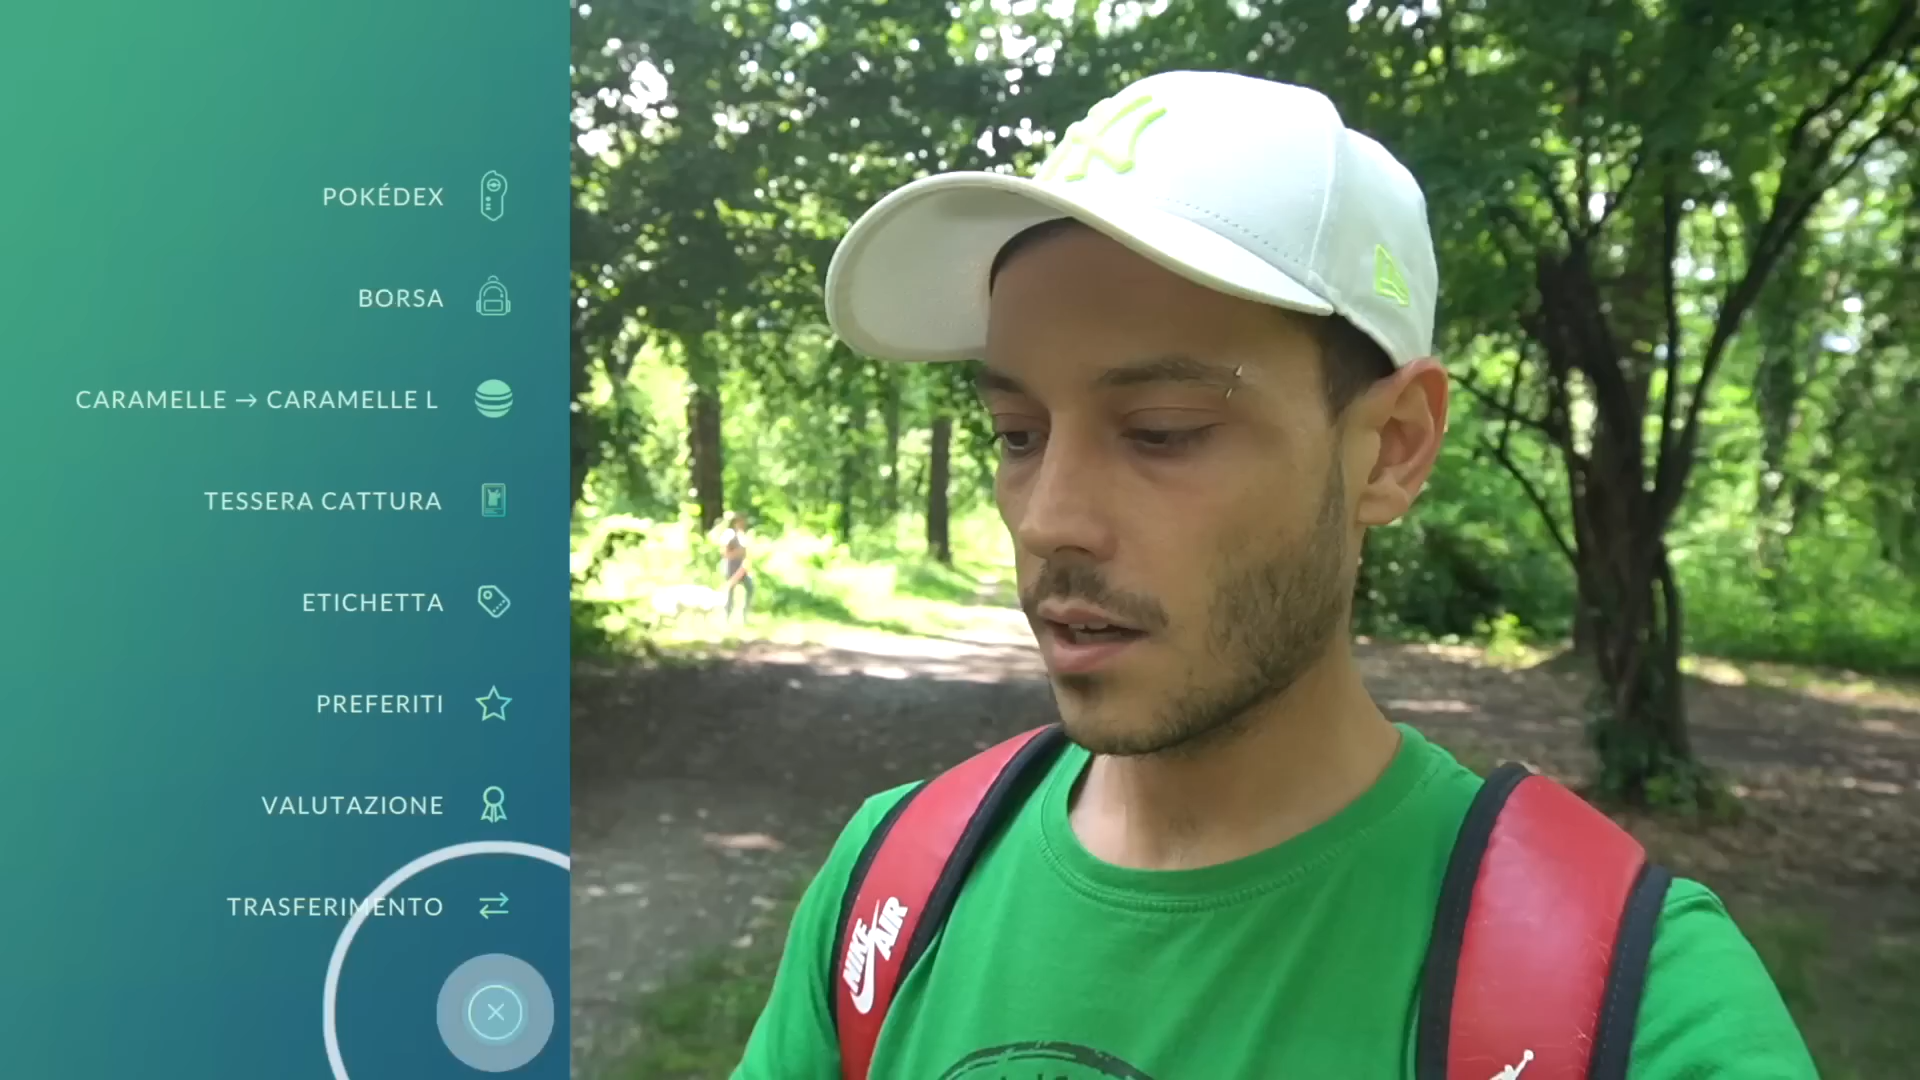 POKÉDEX
BORSA
CARAMELLE → CARAMELLE L
TESSERA CATTURA
ETICHETTA
PREFERITI
VALUTAZIONE
TRASFERIMENTO
NIKE
AIR